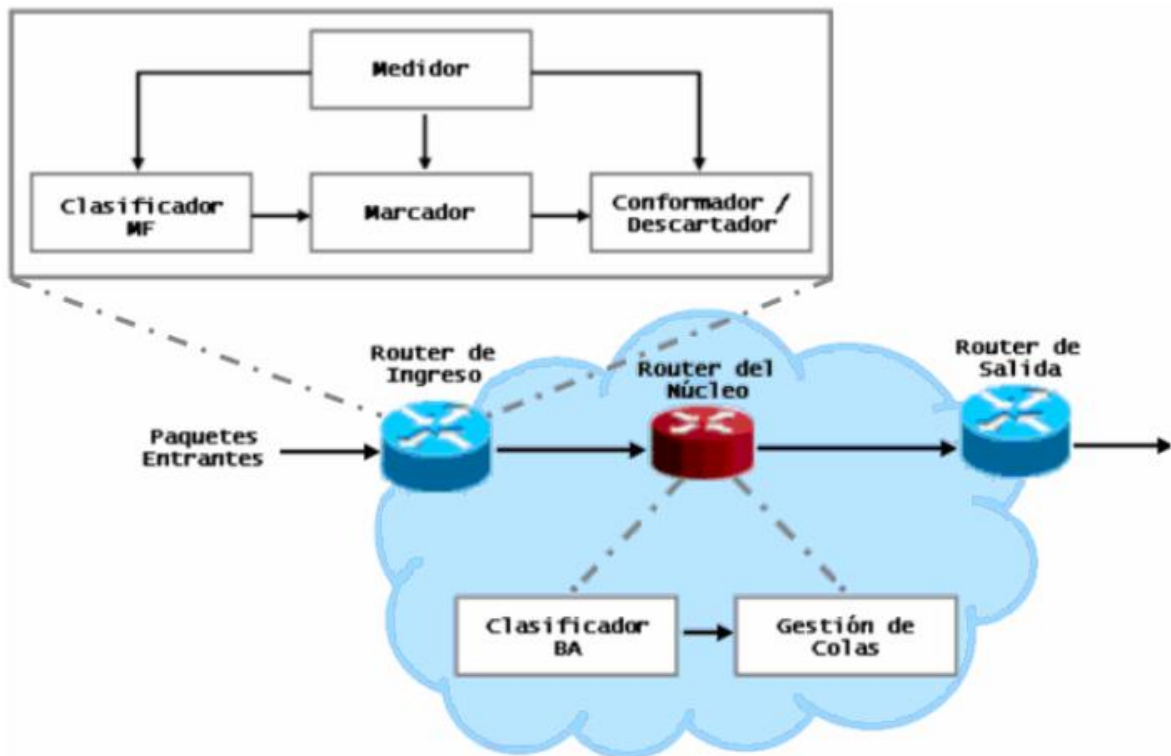 Medidor
Clasificador
MF
Marcador
Conformador /
Descartador
Router de
Ingreso
Router del
Núcleo
Router de
Salida
Paquetes
Entrantes
Clasificador
BA
Gestión de
Colas